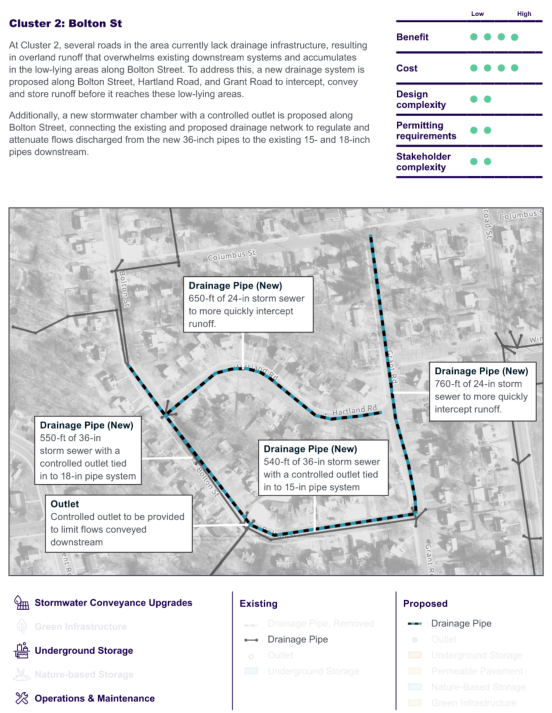 Cluster 2: Bolton St
At Cluster 2, several roads in the area currently lack drainage infrastructure, resulting
in overland runoff that overwhelms existing downstream systems and accumulates
in the low-lying areas along Bolton Street. To address this, a new drainage system is
proposed along Bolton Street, Hartland Road, and Grant Road to intercept, convey
and store runoff before it reaches these low-lying areas.
Additionally, a new stormwater chamber with a controlled outlet is proposed along
Bolton Street, connecting the existing and proposed drainage network to regulate and
attenuate flows discharged from the new 36-inch pipes to the existing 15- and 18-inch
pipes downstream.
Low High
Benefit
Cost
Design
complexity
Permitting
requirements
Stakeholder
complexity
Columbus St
Columbus S
Bolton St
Drainage Pipe (New)
650-ft of 24-in storm sewer
to more quickly intercept
runoff.
Drainage Pipe (New)
760-ft of 24-in storm
sewer to more quickly
intercept runoff.
Hartland Rd
Drainage Pipe (New)
550-ft of 36-in
storm sewer with a
controlled outlet tied
in to 18-in pipe system
Drainage Pipe (New)
540-ft of 36-in storm sewer
with a controlled outlet tied
in to 15-in pipe system
Outlet
Controlled outlet to be provided
to limit flows conveyed
downstream
Grant R
Stormwater Conveyance Upgrades
Green Infrastructure
Underground Storage
Nature-based Storage
Operations & Maintenance
Existing
Drainage Pipe, Removed
Drainage Pipe
Outlet
Underground Storage
Proposed
Drainage Pipe
Outlet
Underground Storage
Permeable Pavement
Nature-Based Storage
Green Infrastructure